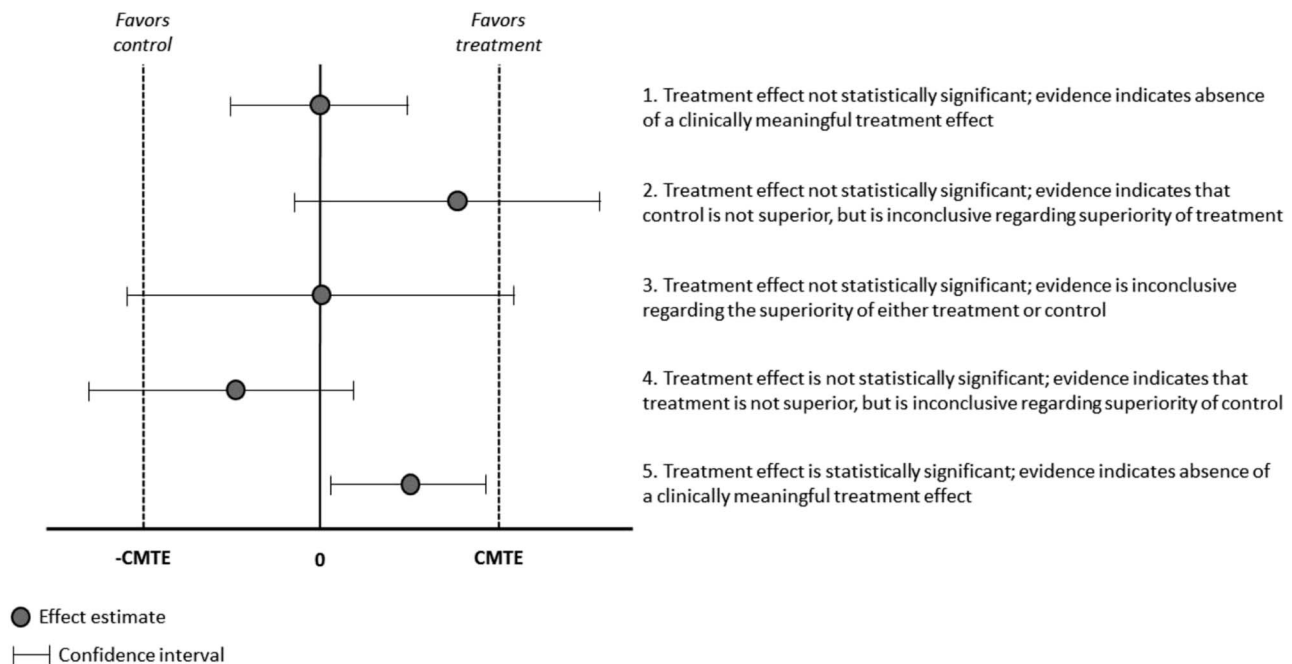 Favors
control
Favors
treatment
1. Treatment effect not statistically significant; evidence indicates absence
of a clinically meaningful treatment effect
2. Treatment effect not statistically significant; evidence indicates that
control is not superior, but is inconclusive regarding superiority of treatment
3. Treatment effect not statistically significant; evidence is inconclusive
regarding the superiority of either treatment or control
4. Treatment effect is not statistically significant; evidence indicates that
treatment is not superior, but is inconclusive regarding superiority of control
5. Treatment effect is statistically significant; evidence indicates absence of
a clinically meaningful treatment effect
-CMTE
0
CMTE
Effect estimate
Confidence interval